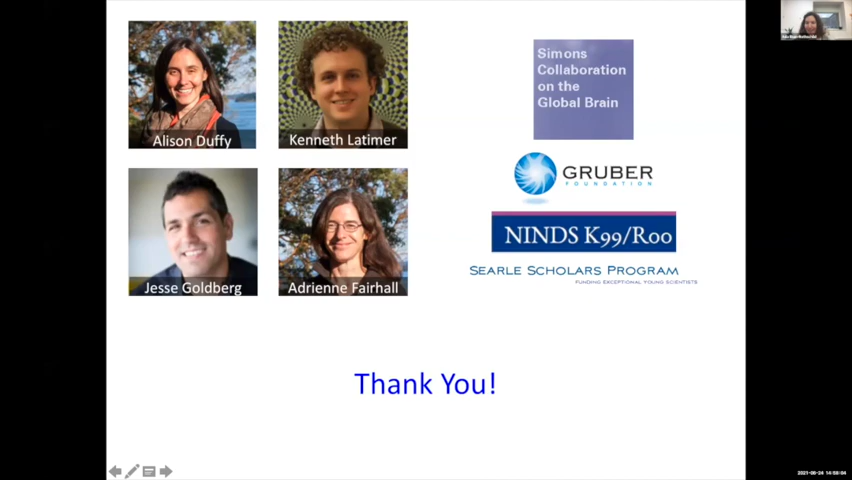 Alison Duffy
Kenneth Latimer
Jesse Goldberg
Adrienne Fairhall
Simons
Collaboration
on the
Global Brain
GRUBER
FOUNDATION
NINDS K99/R00
SEARLE SCHOLARS PROGRAM
FUNDING EXCEPTIONAL YOUNG SCIENTISTS
Thank You!